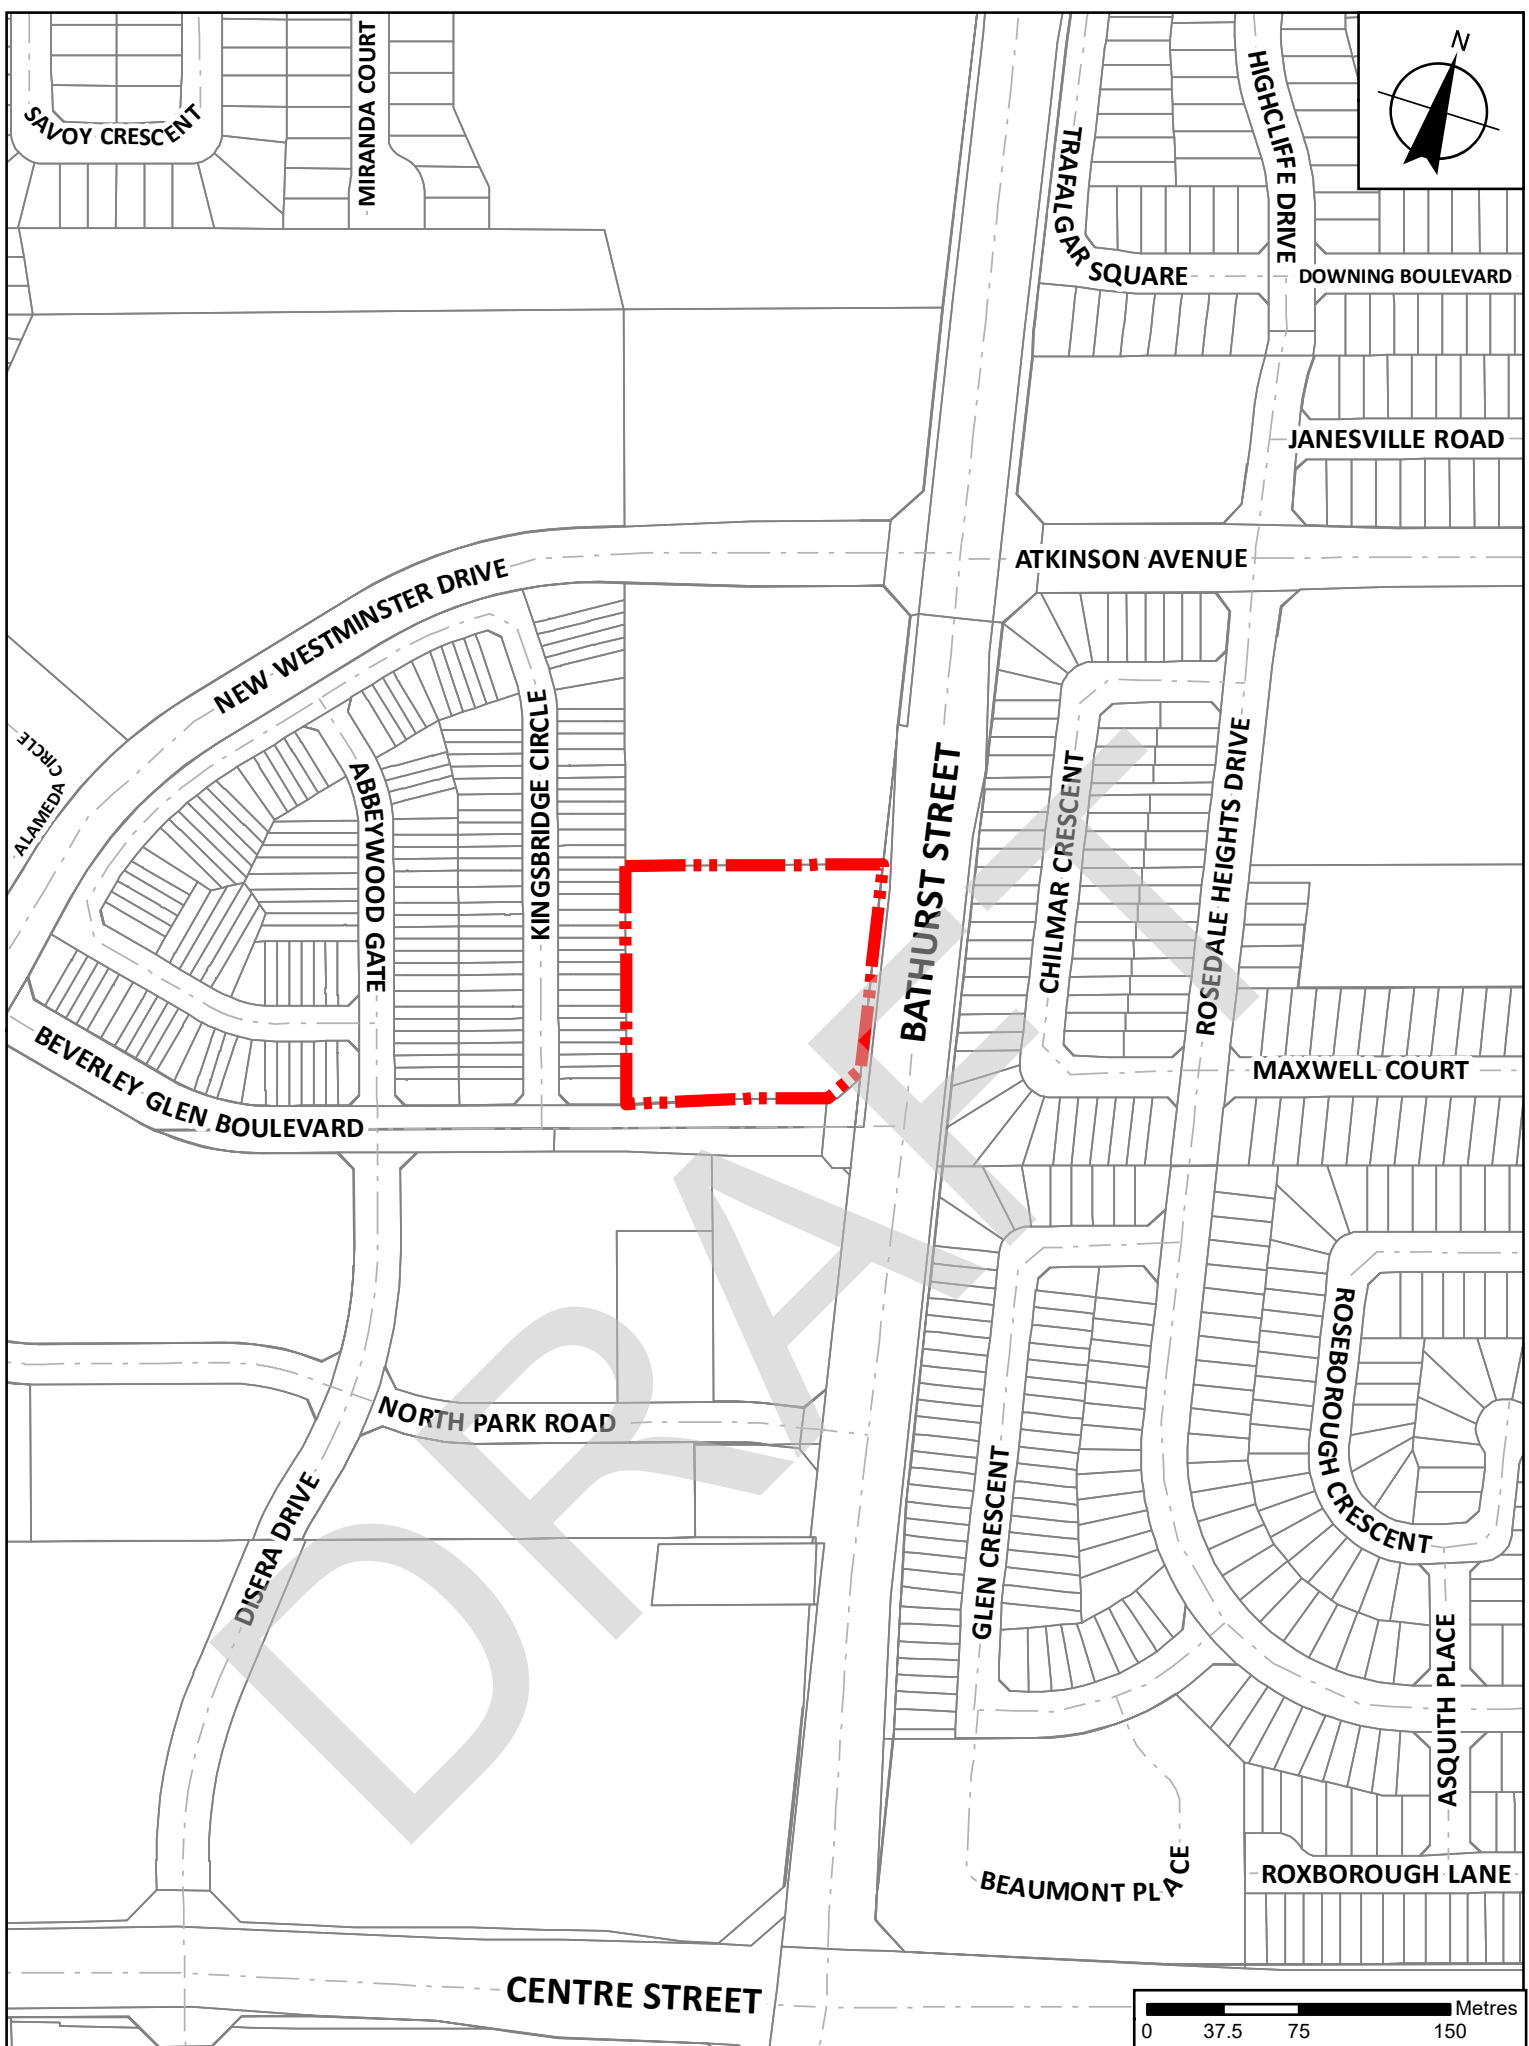 N
SAVOY CRESCENT
MIRANDA COURT
TRAFALGAR SQUARE
HIGHCLIFFE DRIVE
DOWNING BOULEVARD
JANESVILLE ROAD
ATKINSON AVENUE
NEW WESTMINSTER DRIVE
ALAMEDA CIRCLE
ABBEYWOOD GATE
KINGSBRIDGE CIRCLE
BATHURST STREET
CHILMAR CRESCENT
ROSEDALE HEIGHTS DRIVE
MAXWELL COURT
BEVERLEY GLEN BOULEVARD
DRAFT
NORTH PARK ROAD
ROSEBOROUGH CRESCENT
DISERA DRIVE
GLEN CRESCENT
ASQUITH PLACE
BEAUMONT PLACE
ROXBOROUGH LANE
CENTRE STREET
Metres
0 37.5 75 150